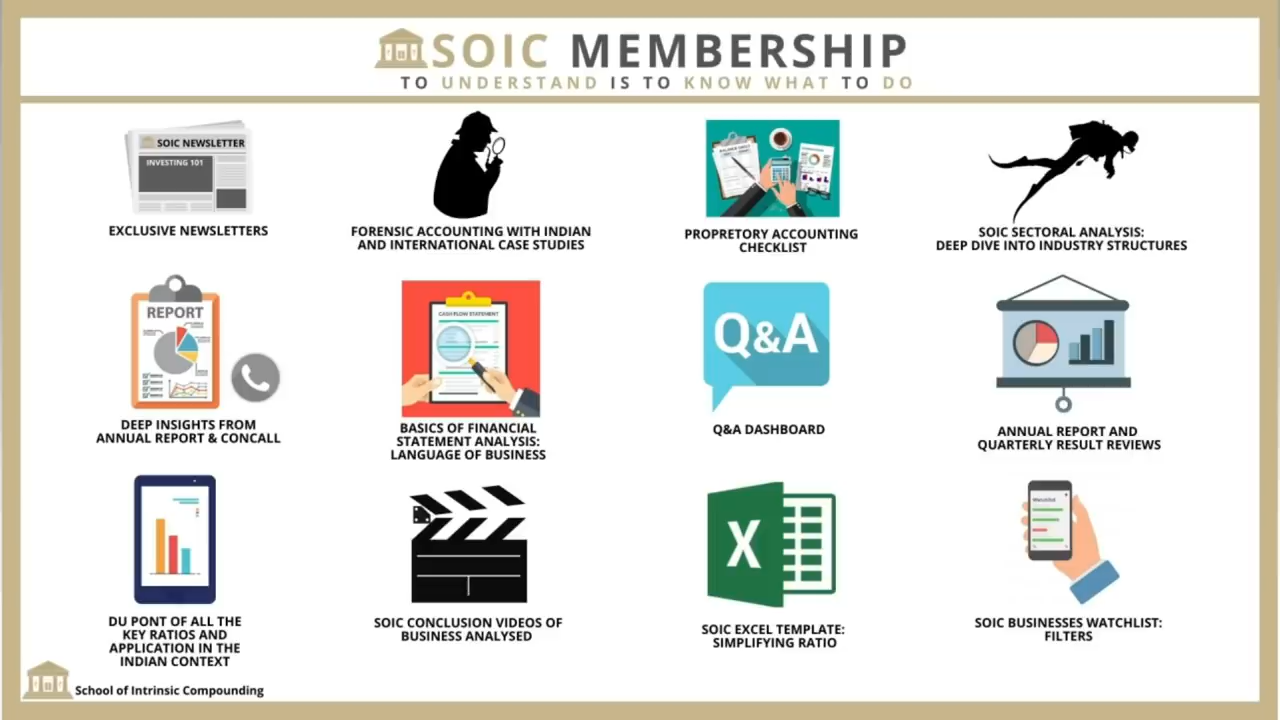 SOIC MEMBERSHIP
TO UNDERSTAND IS TO KNOW WHAT TO DO
SOIC NEWSLETTER
INVESTING 101
EXCLUSIVE NEWSLETTERS
FORENSIC ACCOUNTING WITH INDIAN
AND INTERNATIONAL CASE STUDIES
PROPRETORY ACCOUNTING
CHECKLIST
SOIC SECTORAL ANALYSIS:
DEEP DIVE INTO INDUSTRY STRUCTURES
REPORT
DEEP INSIGHTS FROM
ANNUAL REPORT & CONCALL
CASH FLOW STATEMENT
BASICS OF FINANCIAL
STATEMENT ANALYSIS:
LANGUAGE OF BUSINESS
Q&A
Q&A DASHBOARD
ANNUAL REPORT AND
QUARTERLY RESULT REVIEWS
DU PONT OF ALL THE
KEY RATIOS AND
APPLICATION IN THE
INDIAN CONTEXT
SOIC CONCLUSION VIDEOS OF
BUSINESS ANALYSED
X
SOIC EXCEL TEMPLATE:
SIMPLIFYING RATIO
Watchlist
SOIC BUSINESSES WATCHLIST:
FILTERS
School of Intrinsic Compounding